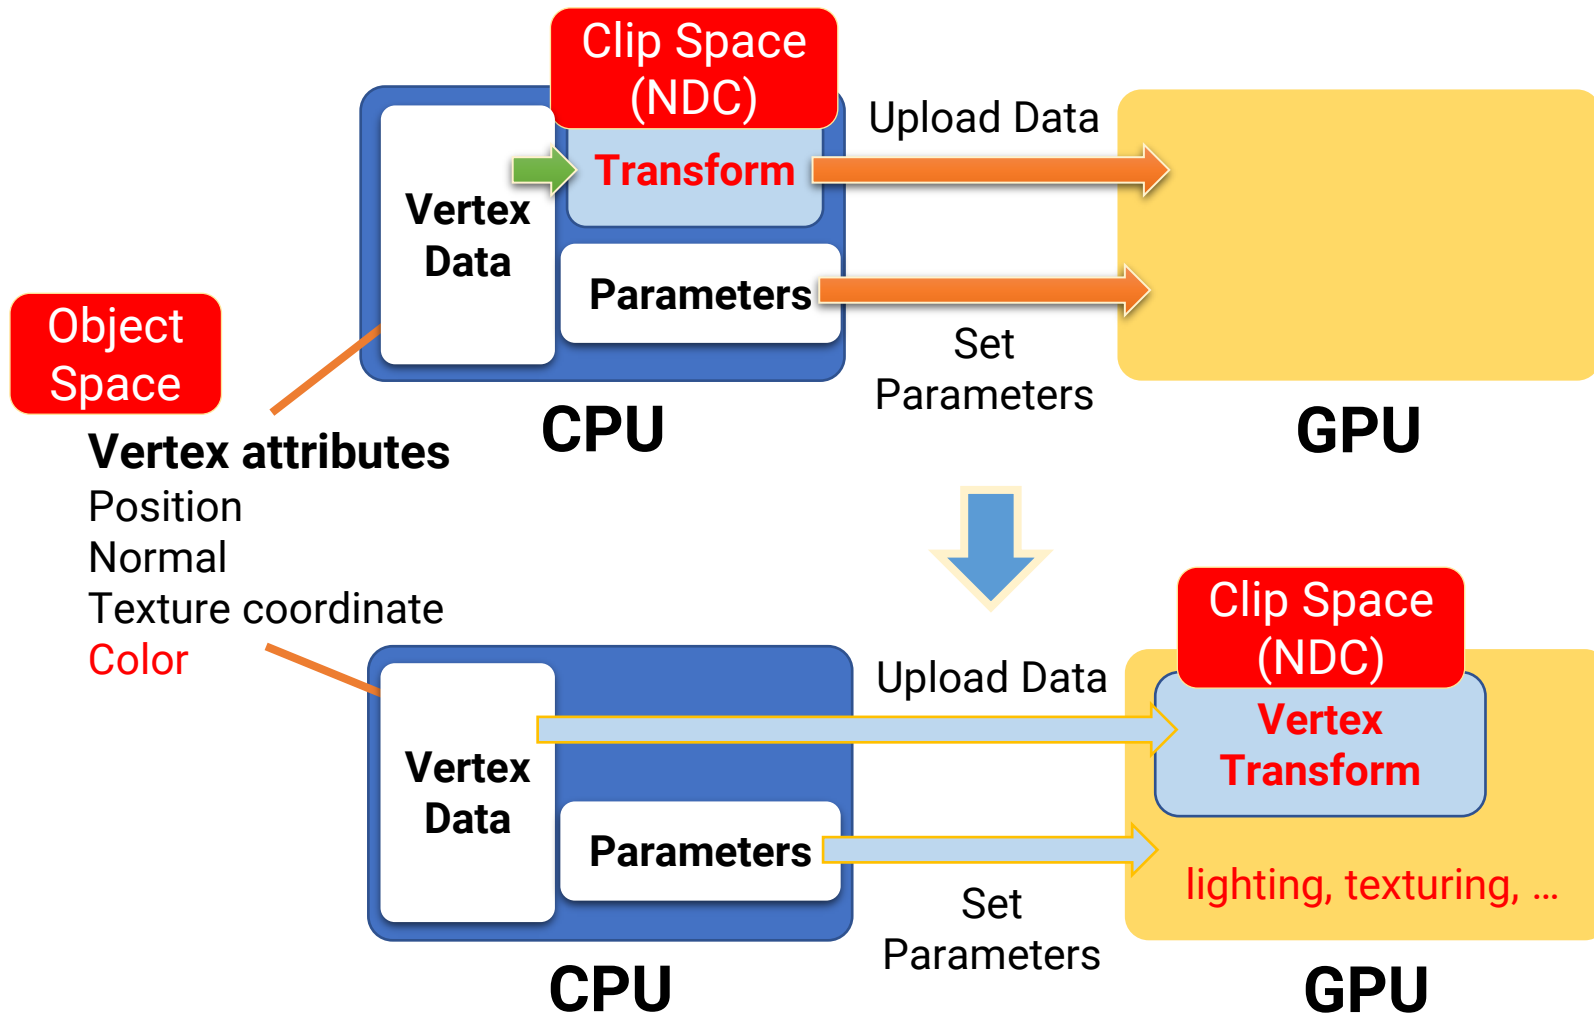 Clip Space
(NDC)
Upload Data
Transform
Vertex
Data
Parameters
Object
Space
Set
Parameters
CPU
GPU
Vertex attributes
Position
Normal
Texture coordinate
Color
Clip Space
(NDC)
Upload Data
Vertex
Transform
Vertex
Data
Parameters
lighting, texturing, ...
Set
Parameters
CPU
GPU